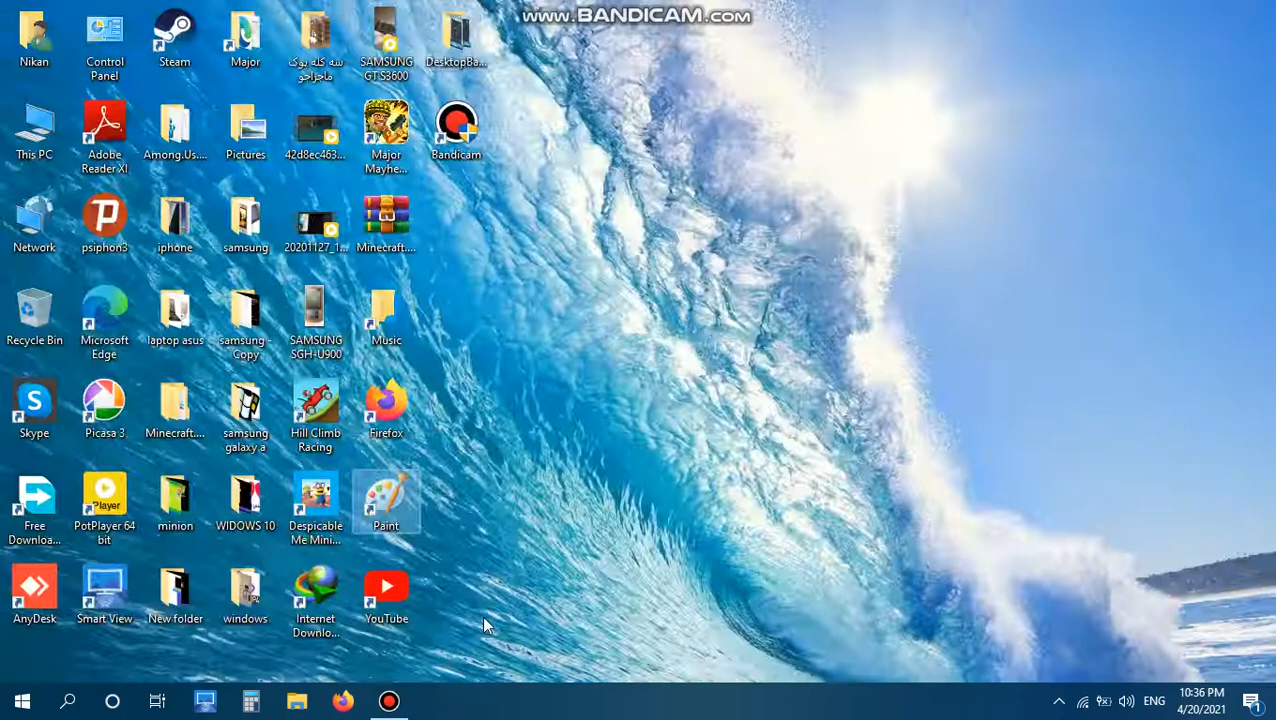 www.BANDICAM.com
Nikan
Control
Panel
Steam
Major
سه کله پوک
ماجراجو
SAMSUNG
GT S3600
DesktopBa...
This PC
Adobe
Reader XI
Among.Us....
Pictures
42d8ec463...
Major
Mayhe...
Bandicam
Network
psiphon3
iphone
samsung
20201127_1...
Minecraft....
Recycle Bin
Microsoft
Edge
laptop asus
samsung -
Copy
SAMSUNG
SGH-U900
Music
Skype
Picasa 3
Minecraft....
samsung
galaxy a
Hill Climb
Racing
Firefox
Free
Downloa...
Player
PotPlayer 64
bit
minion
WIDOWS 10
Despicable
Me Mini...
Paint
AnyDesk
Smart View
New folder
windows
Internet
Downlo...
YouTube
ENG
10:36 PM
4/20/2021
1